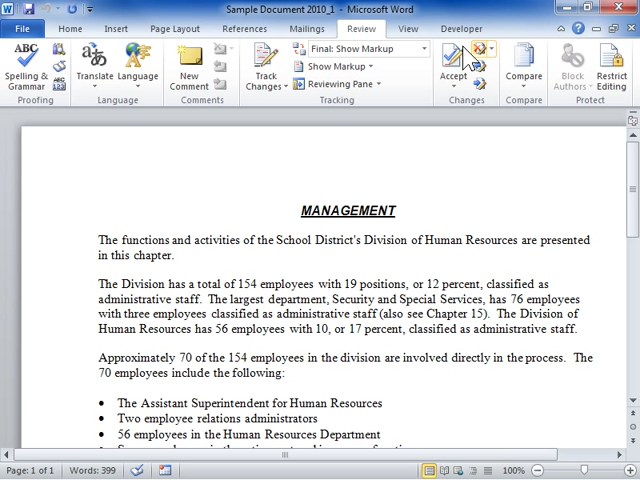 Sample Document 2010_1 - Microsoft Word
File Home Insert Page Layout References Mailings Review View Developer
ABC Spelling & Grammar
ABC 123
Proofing
Translate Language
Language
New Comment
Comments
Track Changes
Final: Show Markup
Show Markup
Reviewing Pane
Tracking
Accept
Changes
Compare
Compare
Block Authors
Restrict Editing
Protect
MANAGEMENT
The functions and activities of the School District's Division of Human Resources are presented
in this chapter.
The Division has a total of 154 employees with 19 positions, or 12 percent, classified as
administrative staff. The largest department, Security and Special Services, has 76 employees
with three employees classified as administrative staff (also see Chapter 15). The Division of
Human Resources has 56 employees with 10, or 17 percent, classified as administrative staff.
Approximately 70 of the 154 employees in the division are involved directly in the process. The
70 employees include the following:
• The Assistant Superintendent for Human Resources
• Two employee relations administrators
• 56 employees in the Human Resources Department
Page: 1 of 1 Words: 399 100%